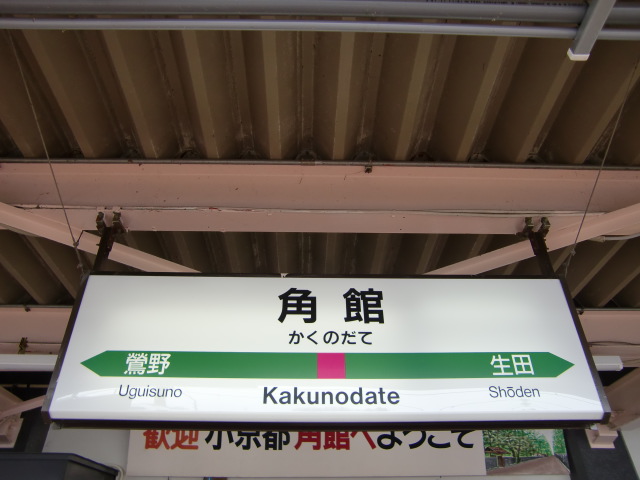 角館
かくのだて
鶯野 生田
Uguisuno Kakunodate Shōden
歓迎 小京都 角館へようこそ